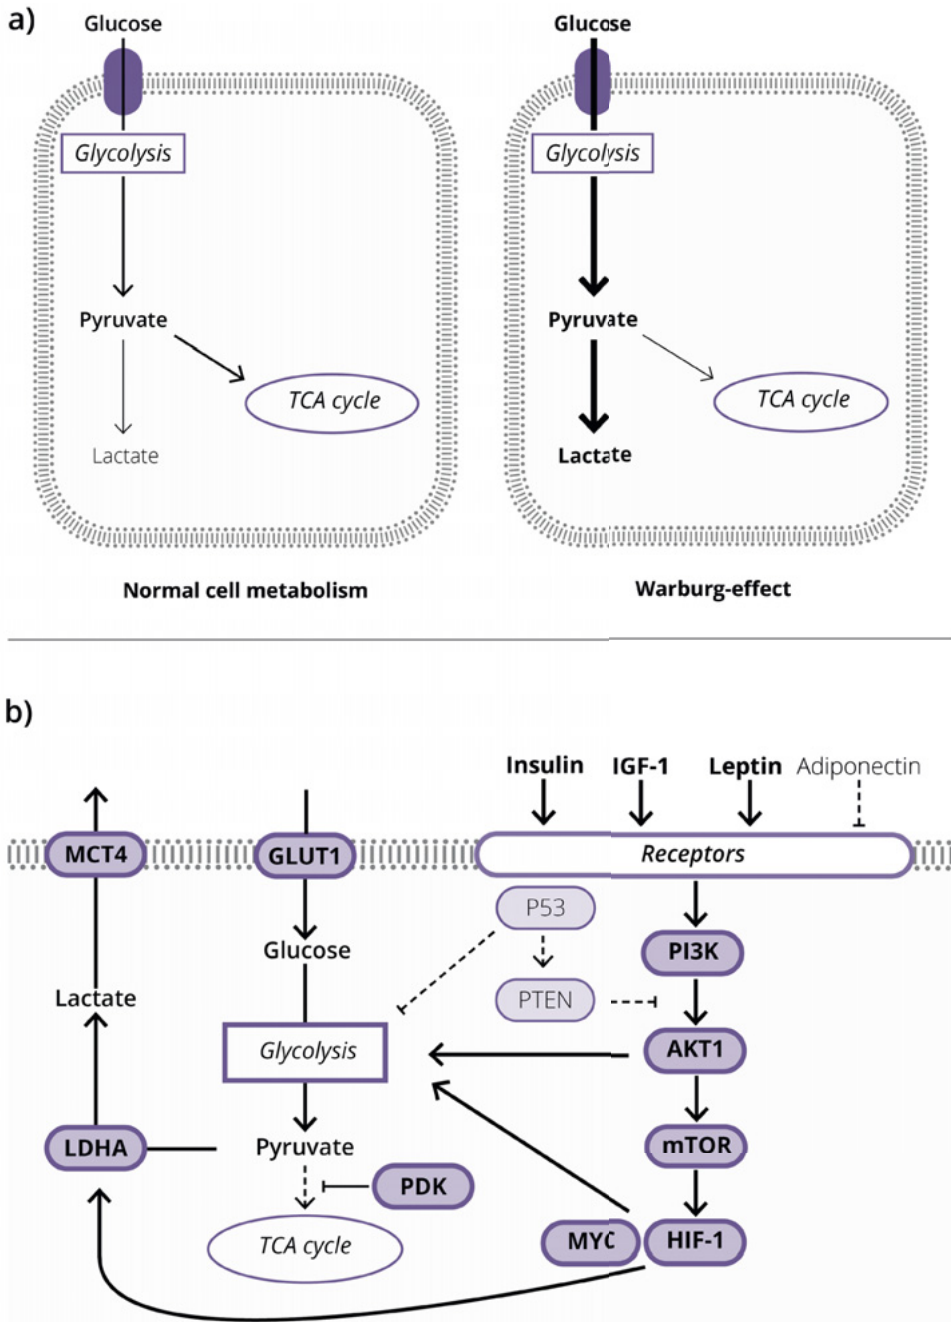 a)
Glucose
Glucose
Glycolysis
Glycolysis
Pyruvate
Pyruvate
TCA cycle
TCA cycle
Lactate
Lactate
Normal cell metabolism
Warburg-effect
b)
Insulin IGF-1 Leptin Adiponectin
MCT4
GLUT1
Receptors
P53
Glucose
PI3K
Lactate
PTEN
Glycolysis
AKT1
LDHA
Pyruvate
mTOR
PDK
TCA cycle
MYC
HIF-1